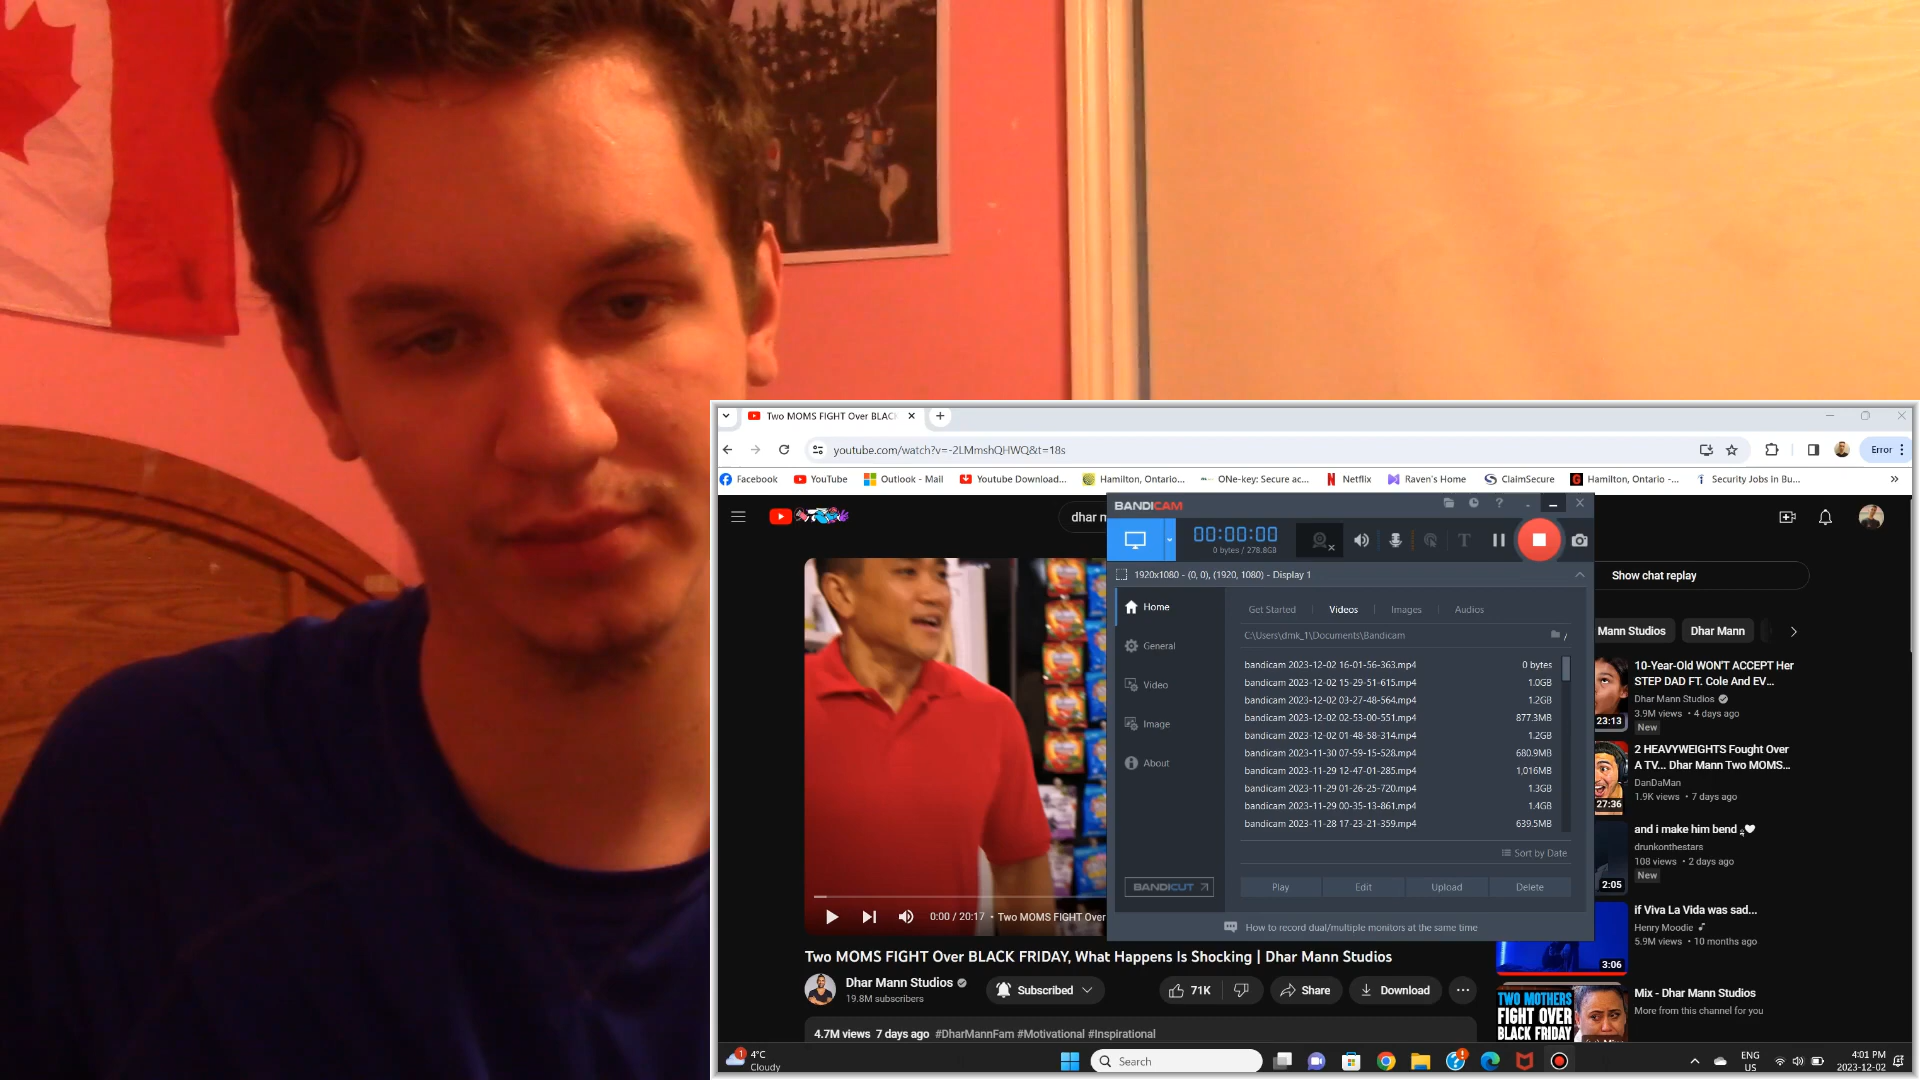 Two MOMS FIGHT Over BLAC
youtube.com/watch?v=-2LMmshQHWQ&t=18s
Error
Facebook
YouTube
Outlook - Mail
Youtube Download...
Hamilton, Ontario...
ONe-key: Secure ac...
Netflix
Raven's Home
ClaimSecure
Hamilton, Ontario -...
Security Jobs in Bu...
dhar m
BANDICAM
00:00:00
0 bytes / 278.8GB
1920x1080 - (0, 0), (1920, 1080) - Display 1
Home
General
Video
Image
About
BANDICUT
Get Started
Videos
Images
Audios
C:\Users\dmk_1\Documents\Bandicam
bandicam 2023-12-02 16-01-56-363.mp4 0 bytes
bandicam 2023-12-02 15-29-51-615.mp4 1.0GB
bandicam 2023-12-02 03-27-48-564.mp4 1.2GB
bandicam 2023-12-02 02-53-00-551.mp4 877.3MB
bandicam 2023-12-02 01-48-58-314.mp4 1.2GB
bandicam 2023-11-30 07-59-15-528.mp4 680.9MB
bandicam 2023-11-29 12-47-01-285.mp4 1,016MB
bandicam 2023-11-29 01-26-25-720.mp4 1.3GB
bandicam 2023-11-29 00-35-13-861.mp4 1.4GB
bandicam 2023-11-28 17-23-21-359.mp4 639.5MB
Sort by Date
Play
Edit
Upload
Delete
How to record dual/multiple monitors at the same time
0:00 / 20:17 • Two MOMS FIGHT Over
Two MOMS FIGHT Over BLACK FRIDAY, What Happens Is Shocking | Dhar Mann Studios
Dhar Mann Studios
19.8M subscribers
Subscribed
71K
Share
Download
4.7M views 7 days ago #DharMannFam #Motivational #Inspirational
Show chat replay
Mann Studios
Dhar Mann
10-Year-Old WON'T ACCEPT Her
STEP DAD FT. Cole And EV...
Dhar Mann Studios
3.9M views • 4 days ago
New
23:13
2 HEAVYWEIGHTS Fought Over
A TV... Dhar Mann Two MOMS...
DanDaMan
1.9K views • 7 days ago
27:36
and i make him bend
drunkonthestars
108 views • 2 days ago
New
2:05
if Viva La Vida was sad...
Henry Moodie
5.9M views • 10 months ago
3:06
Mix - Dhar Mann Studios
More from this channel for you
TWO MOTHERS
FIGHT OVER
BLACK FRIDAY
4°C
Cloudy
Search
ENG
US
4:01 PM
2023-12-02